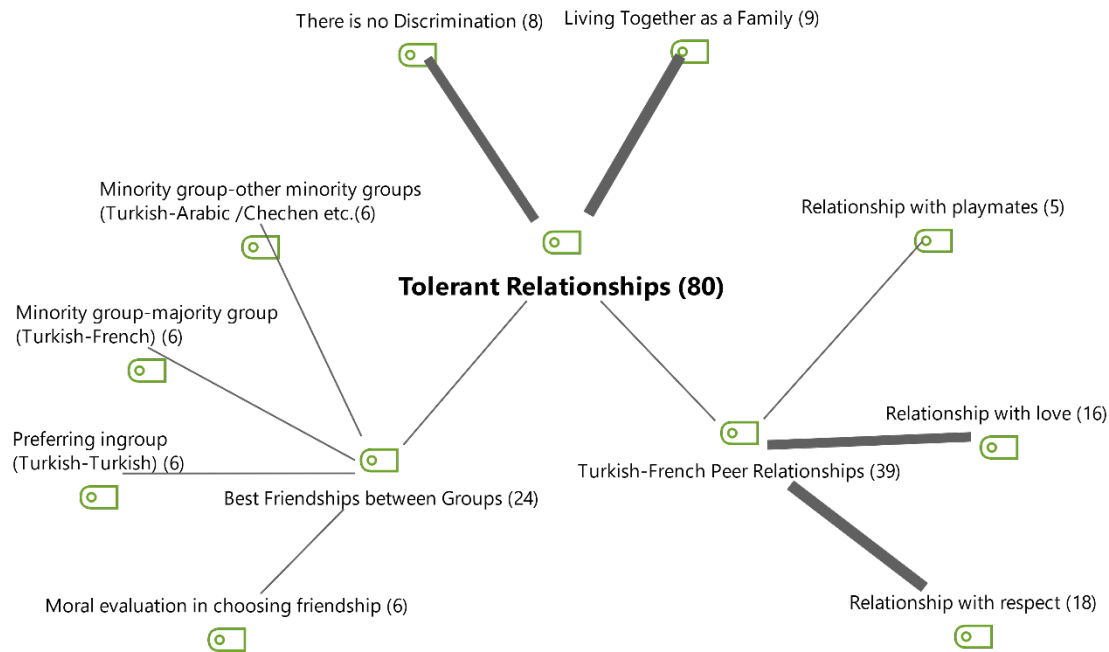 There is no Discrimination (8)
Living Together as a Family (9)
Minority group-other minority groups
(Turkish-Arabic /Chechen etc.(6)
Relationship with playmates (5)
Tolerant Relationships (80)
Minority group-majority group
(Turkish-French) (6)
Relationship with love (16)
Preferring ingroup
(Turkish-Turkish) (6)
Turkish-French Peer Relationships (39)
Best Friendships between Groups (24)
Moral evaluation in choosing friendship (6)
Relationship with respect (18)